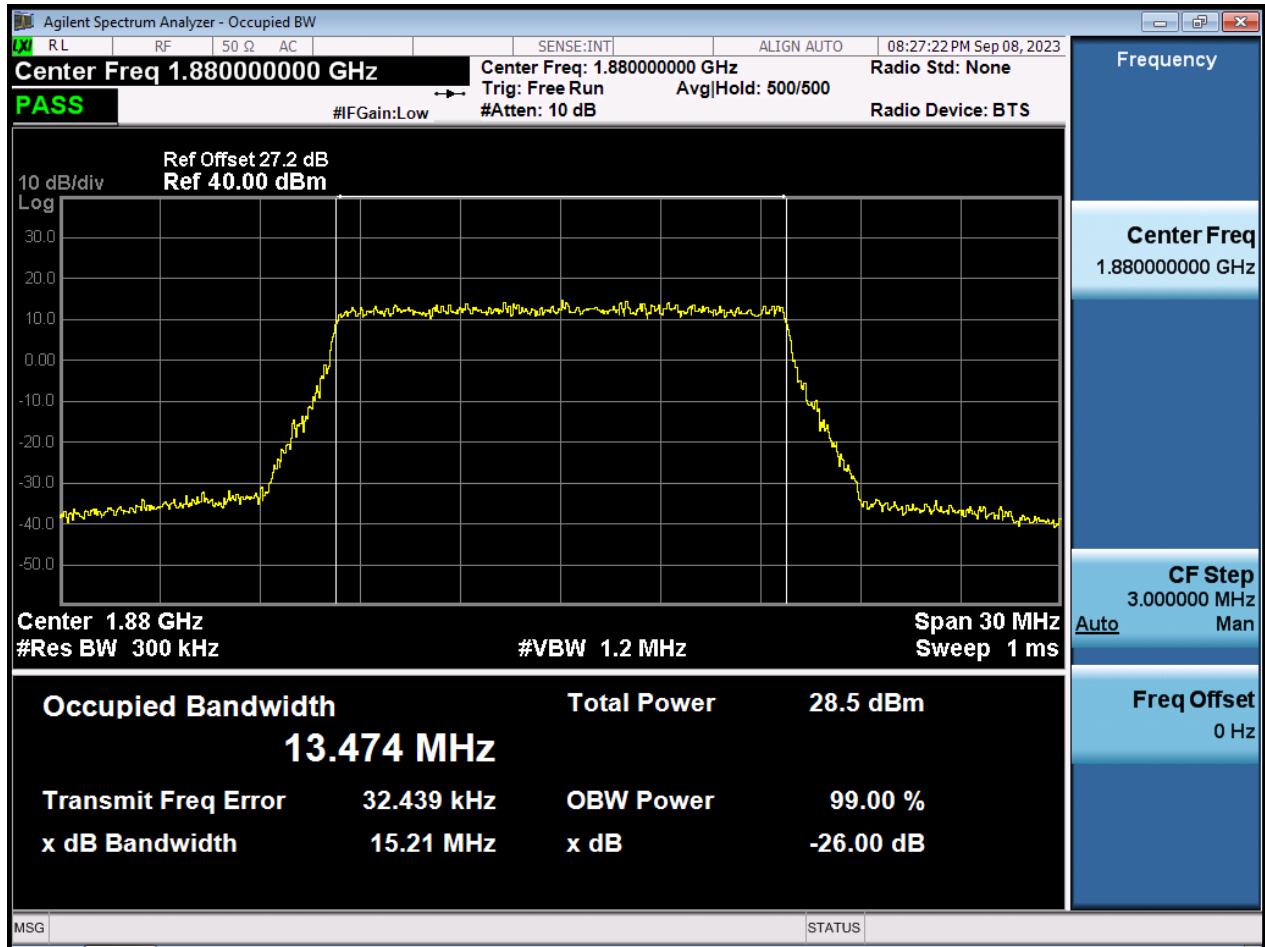 Agilent Spectrum Analyzer - Occupied BW
LXI RL RF 50 Ω AC SENSE:INT ALIGN AUTO 08:27:22 PM Sep 08, 2023
Center Freq 1.880000000 GHz
PASS
#IFGain:Low
Center Freq: 1.880000000 GHz
Trig: Free Run Avg|Hold: 500/500
#Atten: 10 dB
Radio Std: None
Radio Device: BTS
Ref Offset 27.2 dB
10 dB/div Ref 40.00 dBm
Log
30.0
20.0
10.0
0.00
-10.0
-20.0
-30.0
-40.0
-50.0
Center 1.88 GHz Span 30 MHz
#Res BW 300 kHz #VBW 1.2 MHz Sweep 1 ms
Occupied Bandwidth Total Power 28.5 dBm
13.474 MHz
Transmit Freq Error 32.439 kHz OBW Power 99.00 %
x dB Bandwidth 15.21 MHz x dB -26.00 dB
MSG STATUS
Frequency
Center Freq
1.880000000 GHz
CF Step
3.000000 MHz
Auto Man
Freq Offset
0 Hz